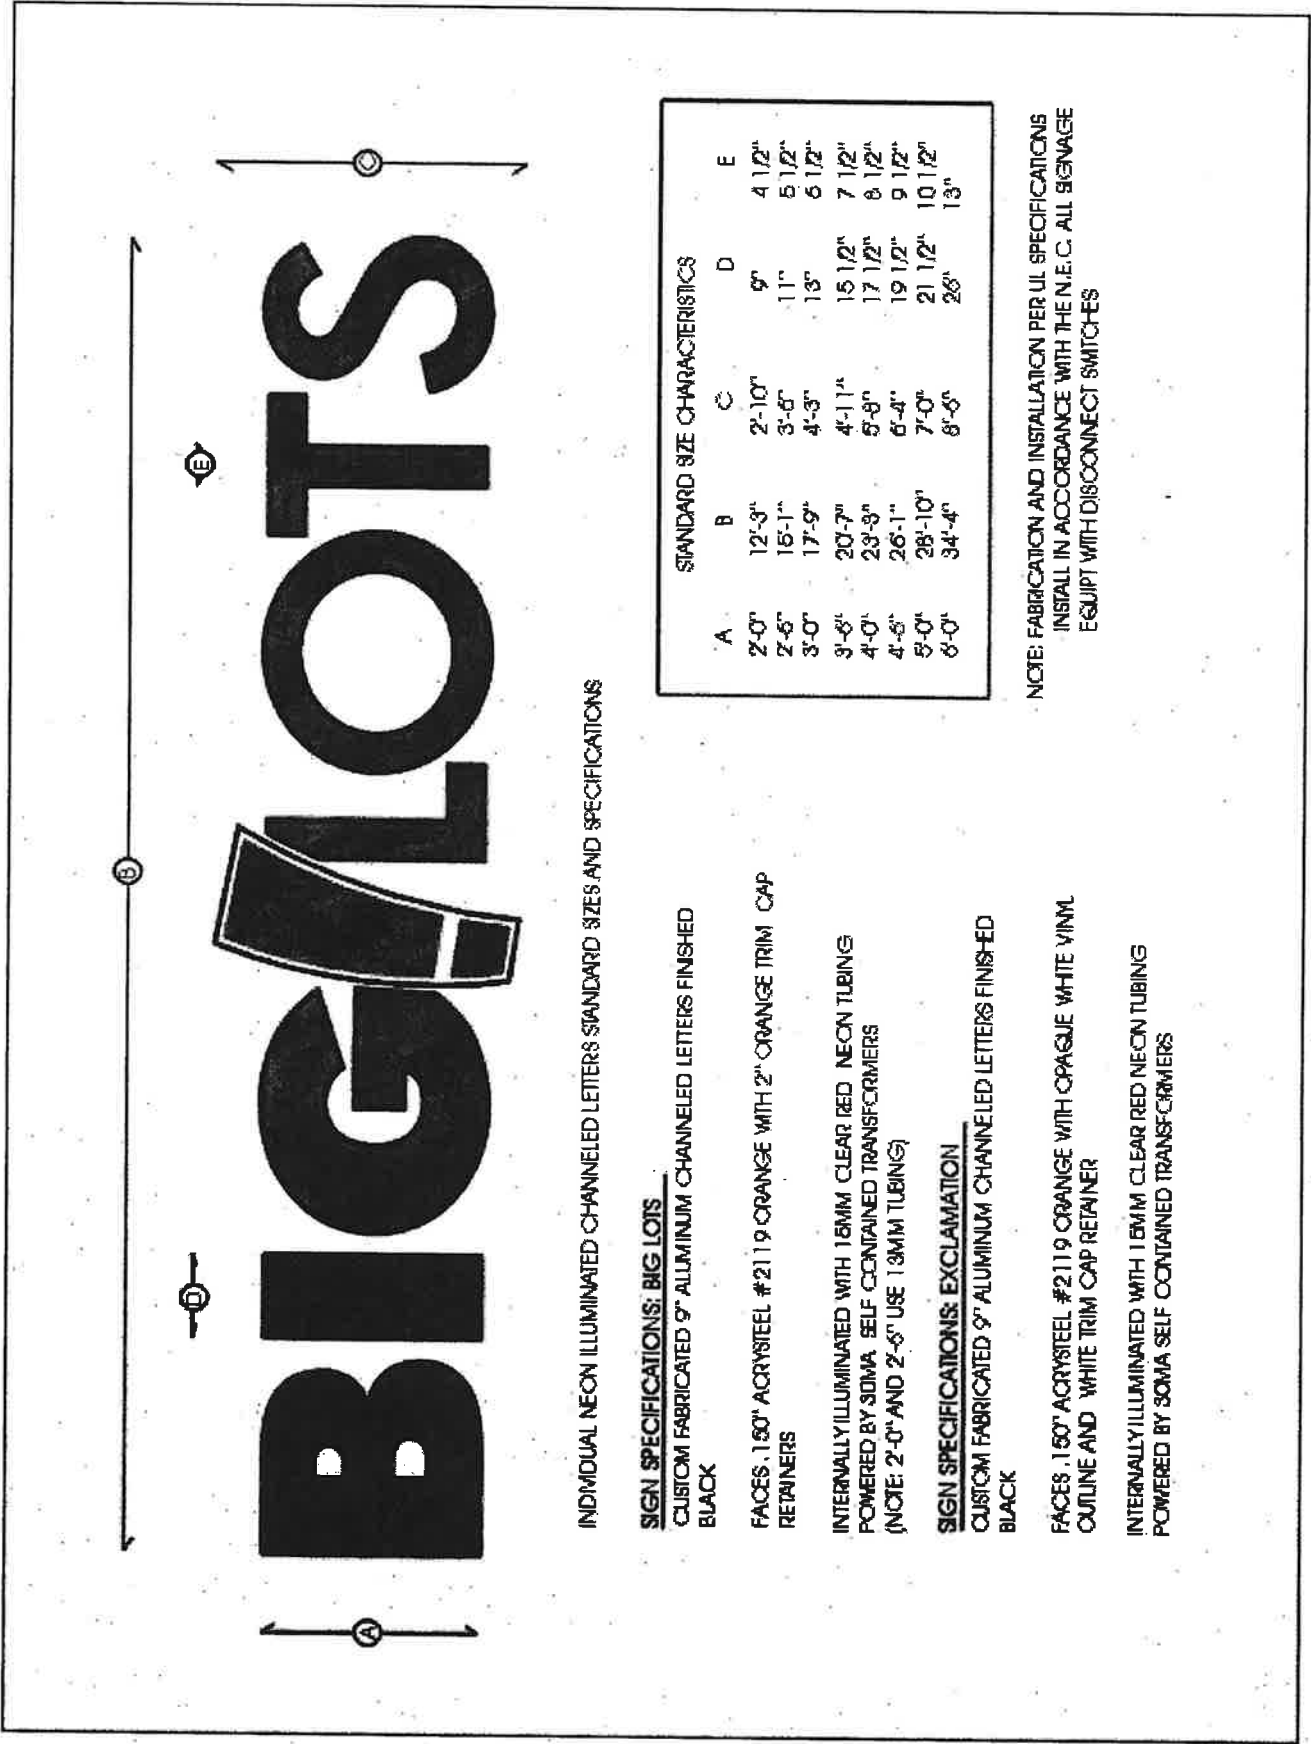 B
D
E
A
BIG LOTS
C
INDIVIDUAL NEON ILLUMINATED CHANNELED LETTERS STANDARD SIZES AND SPECIFICATIONS
SIGN SPECIFICATIONS: BIG LOTS
CUSTOM FABRICATED 9" ALUMINUM CHANNELED LETTERS FINISHED
BLACK
FACES .150" ACRYSTEEL #2119 ORANGE WITH 2" ORANGE TRIM CAP
RETAINERS
INTERNALLY ILLUMINATED WITH 15MM CLEAR RED NEON TUBING
POWERED BY SOMA SELF CONTAINED TRANSFORMERS
(NOTE: 2'-0" AND 2'-6" USE 13MM TUBING)
SIGN SPECIFICATIONS: EXCLAMATION
CUSTOM FABRICATED 9" ALUMINUM CHANNELED LETTERS FINISHED
BLACK
FACES .150" ACRYSTEEL #2119 ORANGE WITH OPAQUE WHITE VINYL
OUTLINE AND WHITE TRIM CAP RETAINER
INTERNALLY ILLUMINATED WITH 15MM CLEAR RED NEON TUBING
POWERED BY SOMA SELF CONTAINED TRANSFORMERS
STANDARD SIZE CHARACTERISTICS
A B C D E
2'-0" 12'-3" 2'-10" 9" 4 1/2"
2'-6" 15'-1" 3'-6" 11" 5 1/2"
3'-0" 17'-9" 4'-3" 13" 6 1/2"
3'-6" 20'-7" 4'-11" 15 1/2" 7 1/2"
4'-0" 23'-3" 5'-8" 17 1/2" 8 1/2"
4'-6" 26'-1" 6'-4" 19 1/2" 9 1/2"
5'-0" 28'-10" 7'-0" 21 1/2" 10 1/2"
6'-0" 34'-4" 8'-6" 26" 13"
NOTE: FABRICATION AND INSTALLATION PER UL SPECIFICATIONS
INSTALL IN ACCORDANCE WITH THE N.E.C. ALL SIGNAGE
EQUIPT WITH DISCONNECT SWITCHES